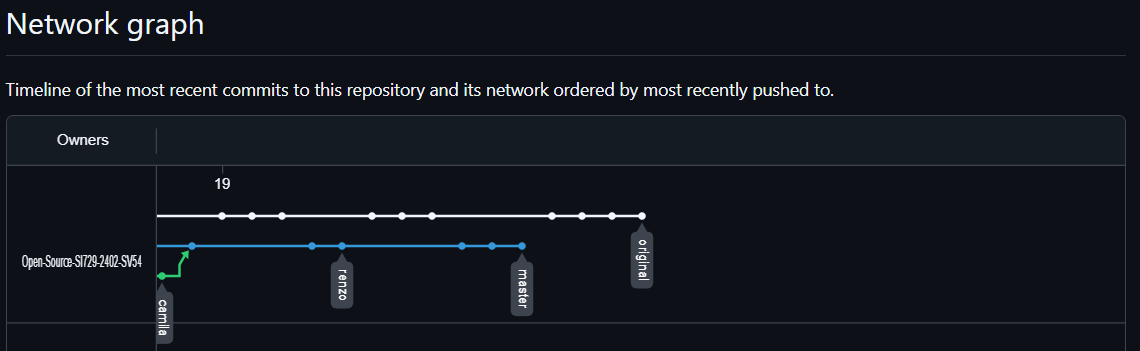 Network graph
Timeline of the most recent commits to this repository and its network ordered by most recently pushed to.
Owners
19
Open-Source-SI729-2402-SV54
original
renzo
master
camila